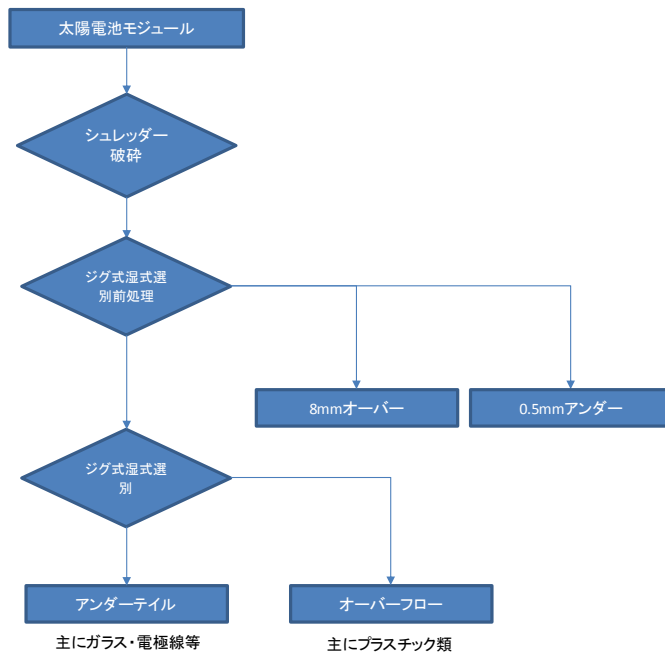 太陽電池モジュール
シュレッダー
破砕
ジグ式湿式選
別前処理
8mmオーバー
0.5mmアンダー
ジグ式湿式選
別
アンダーテイル
オーバーフロー
主にガラス・電極線等
主にプラスチック類